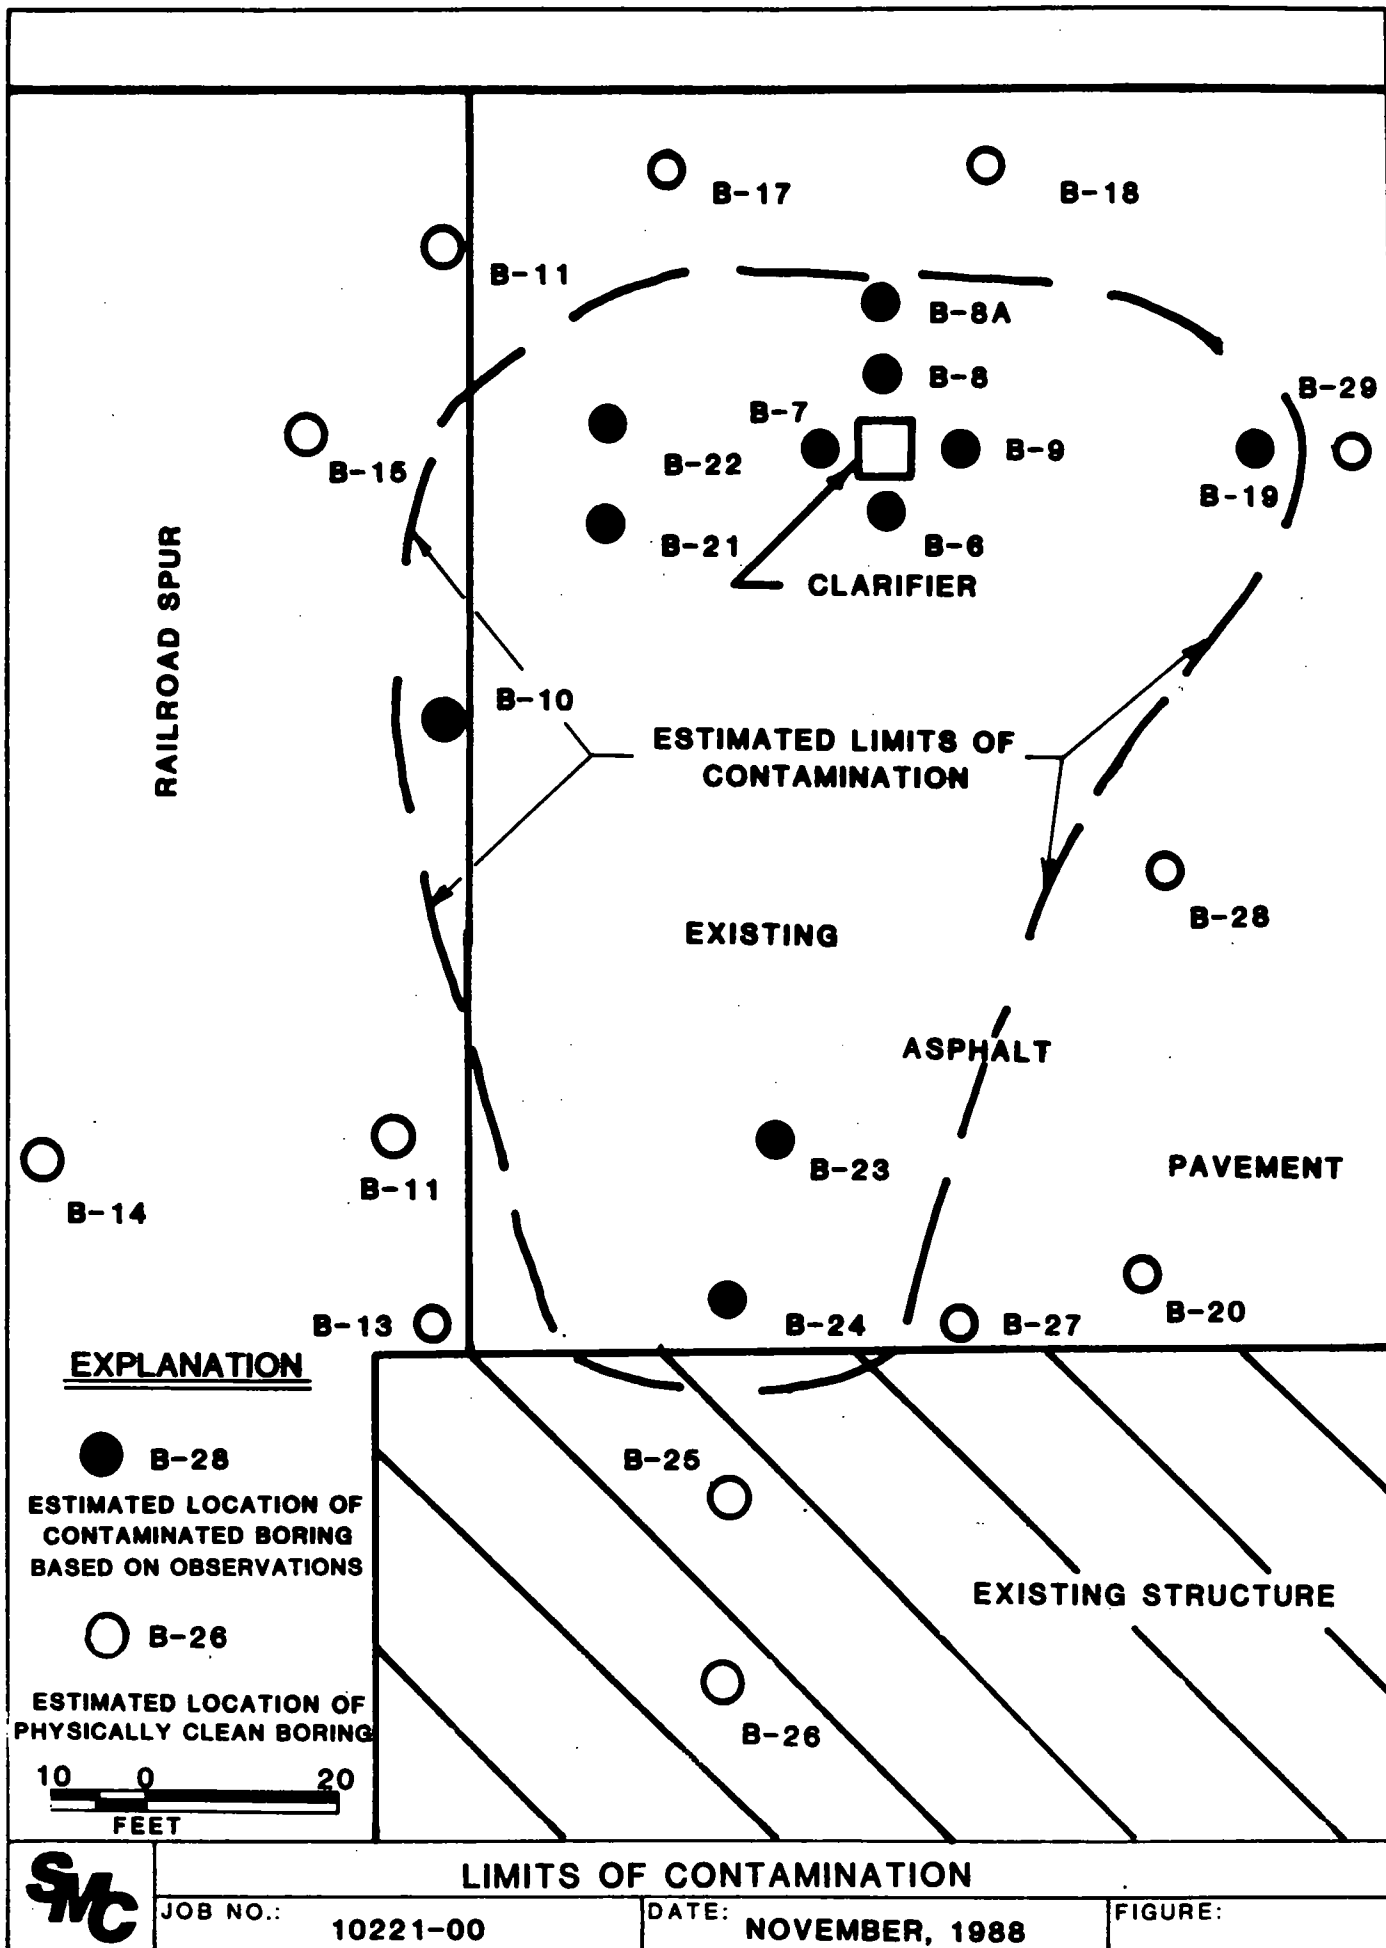 B-17
B-18
B-11
B-8A
B-8
B-29
B-7
B-15
B-22
B-9
B-19
B-21
B-6
CLARIFIER
RAILROAD SPUR
B-10
ESTIMATED LIMITS OF
CONTAMINATION
B-28
EXISTING
ASPHALT
B-23
PAVEMENT
B-11
B-14
B-13
B-24
B-27
B-20
EXPLANATION
B-28
ESTIMATED LOCATION OF
CONTAMINATED BORING
BASED ON OBSERVATIONS
B-26
ESTIMATED LOCATION OF
PHYSICALLY CLEAN BORING
10 0 20
FEET
B-25
EXISTING STRUCTURE
B-26
SMC
LIMITS OF CONTAMINATION
JOB NO.: 10221-00
DATE: NOVEMBER, 1988
FIGURE: